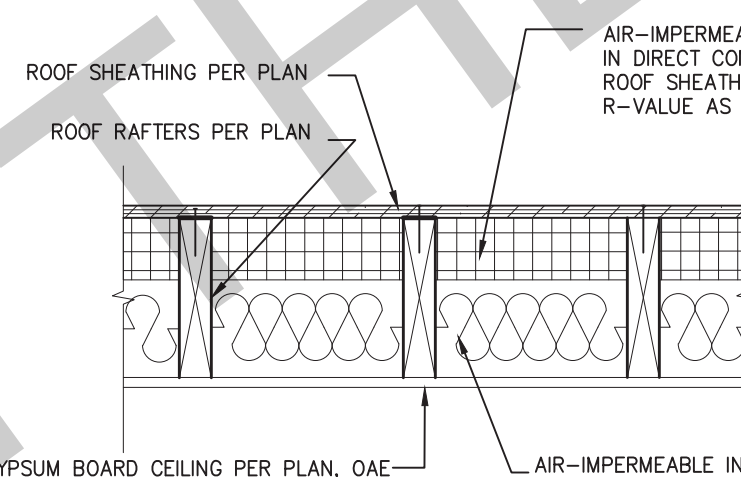 AIR-IMPERMEA
IN DIRECT CO
ROOF SHEATH
R-VALUE AS
ROOF SHEATHING PER PLAN
ROOF RAFTERS PER PLAN
YPSUM BOARD CEILING PER PLAN, OAE
AIR-IMPERMEABLE IN